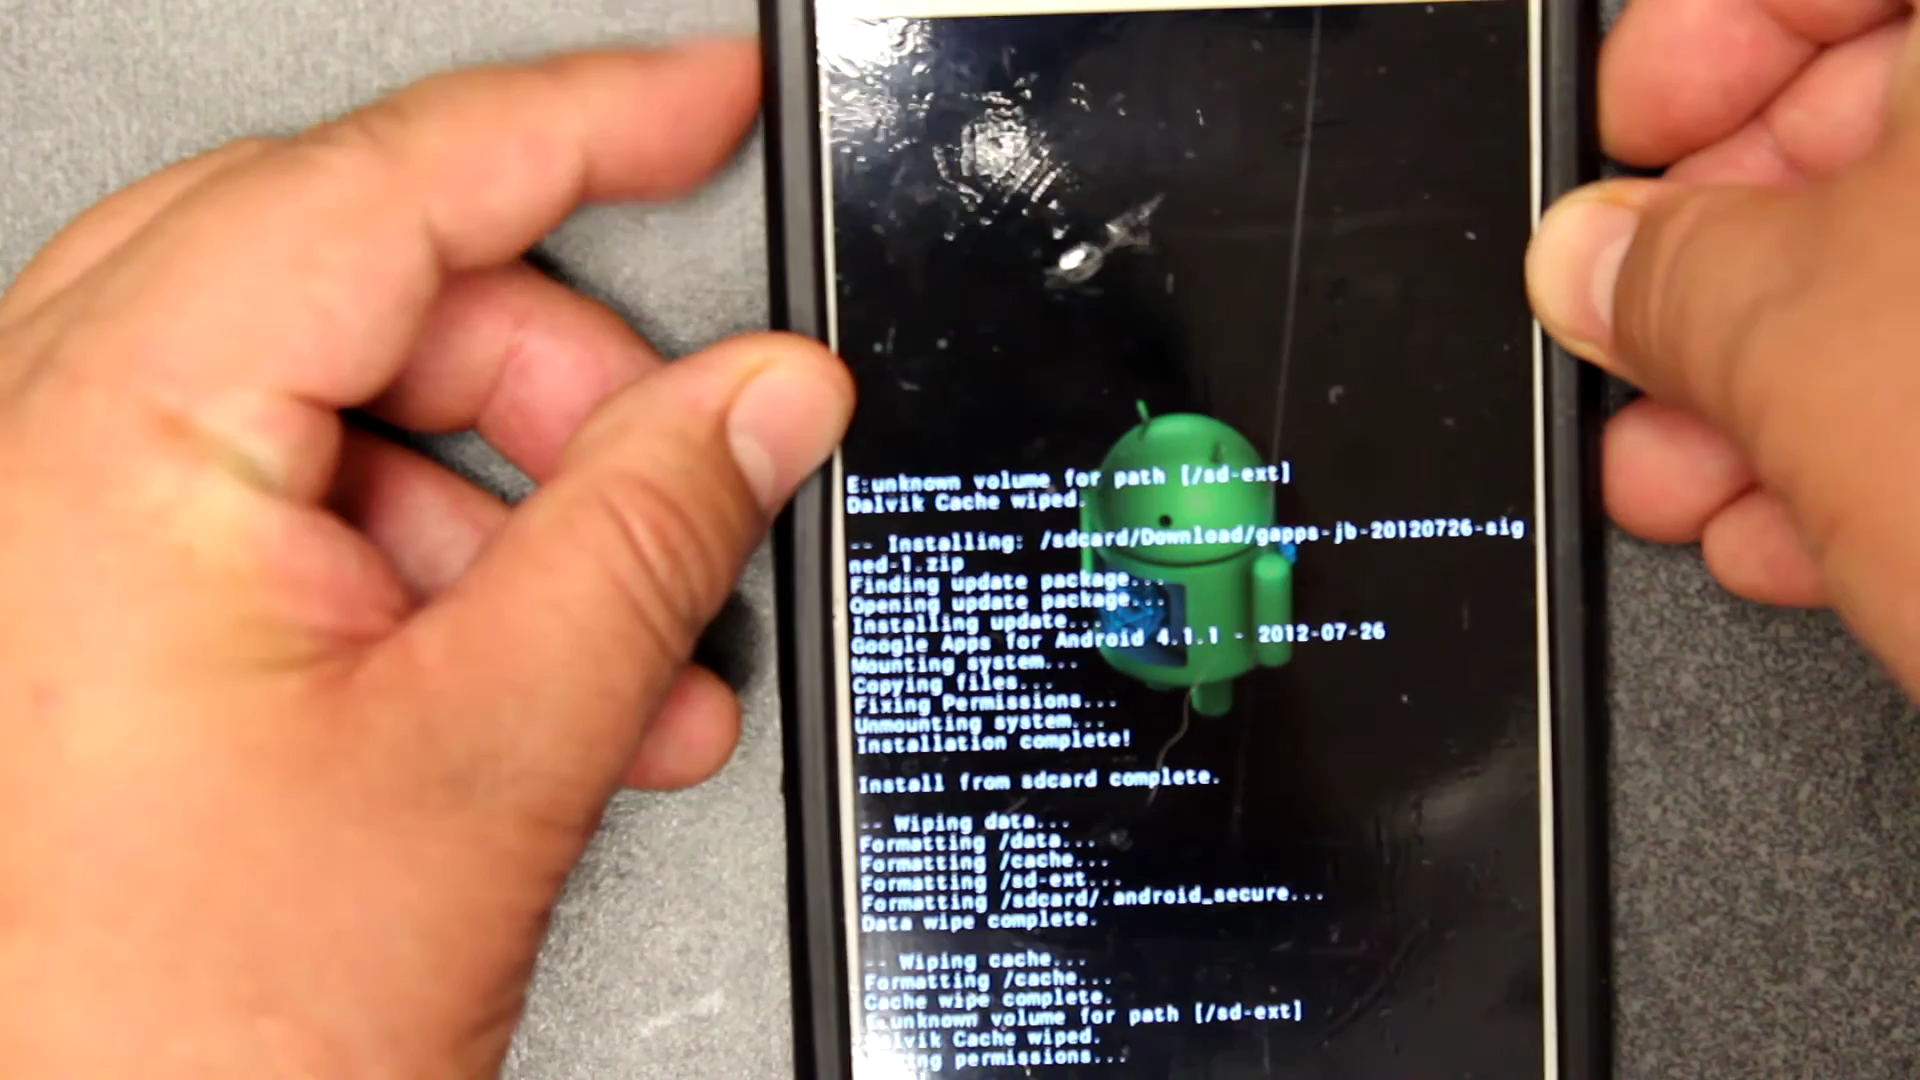 E:unknown volume for path [/sd-ext]
Dalvik Cache wiped.
-- Installing: /sdcard/Download/gapps-jb-20120726-sig
ned-1.zip
Finding update package...
Opening update package...
Installing update...
Google Apps for Android 4.1.1 - 2012-07-26
Mounting system...
Copying files...
Fixing Permissions...
Unmounting system...
Installation complete!
Install from sdcard complete.
-- Wiping data...
Formatting /data...
Formatting /cache...
Formatting /sd-ext...
Formatting /sdcard/.android_secure...
Data wipe complete.
-- Wiping cache...
Formatting /cache...
Cache wipe complete.
E:unknown volume for path [/sd-ext]
Dalvik Cache wiped.
permissions...